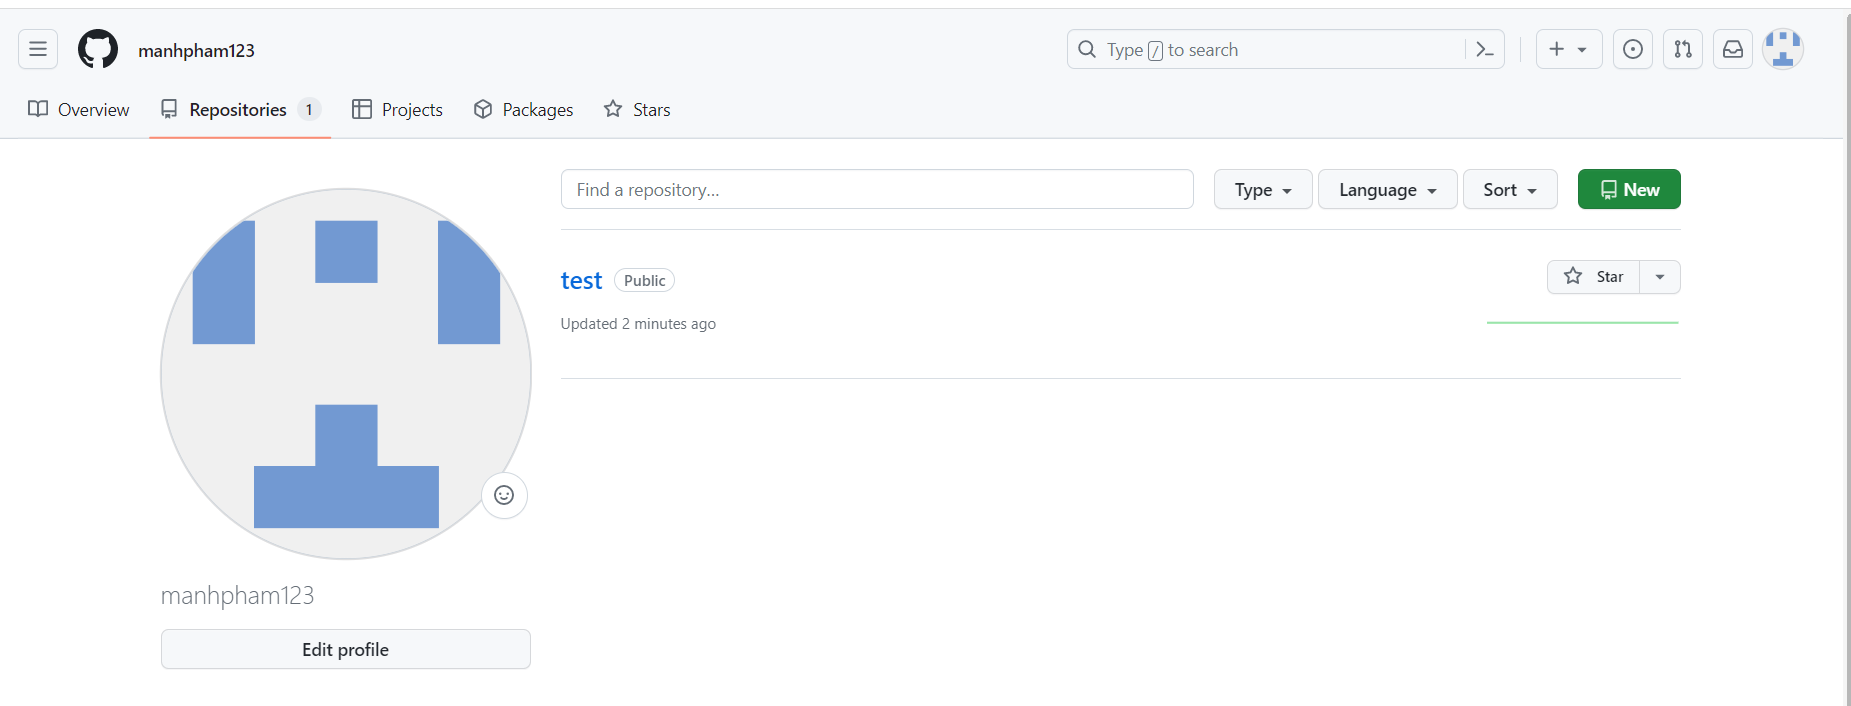 manhpham123
Type / to search
Overview Repositories 1 Projects Packages Stars
Find a repository...
Type Language Sort New
test Public
Star
Updated 2 minutes ago
manhpham123
Edit profile